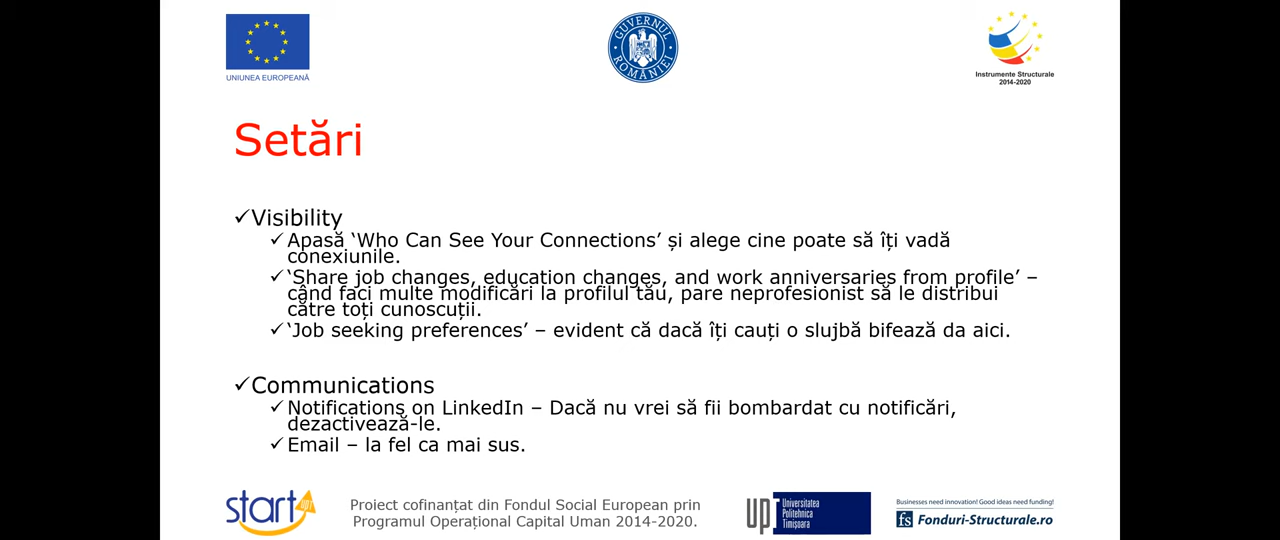 UNIUNEA EUROPEANĂ
GUVERNUL ROMÂNIEI
Instrumente Structurale
2014-2020
Setări
Visibility
Apasă ‘Who Can See Your Connections’ și alege cine poate să îți vadă
conexiunile.
‘Share job changes, education changes, and work anniversaries from profile’ –
când faci multe modificări la profilul tău, pare neprofesionist să le distribui
către toți cunoscuții.
‘Job seeking preferences’ – evident că dacă îți cauți o slujbă bifează da aici.
Communications
Notifications on LinkedIn – Dacă nu vrei să fii bombardat cu notificări,
dezactivează-le.
Email – la fel ca mai sus.
start upt
Proiect cofinanțat din Fondul Social European prin
Programul Operațional Capital Uman 2014-2020.
upt
Universitatea
Politehnica
Timișoara
Businesses need innovation! Good ideas need funding!
fs Fonduri-Structurale.ro